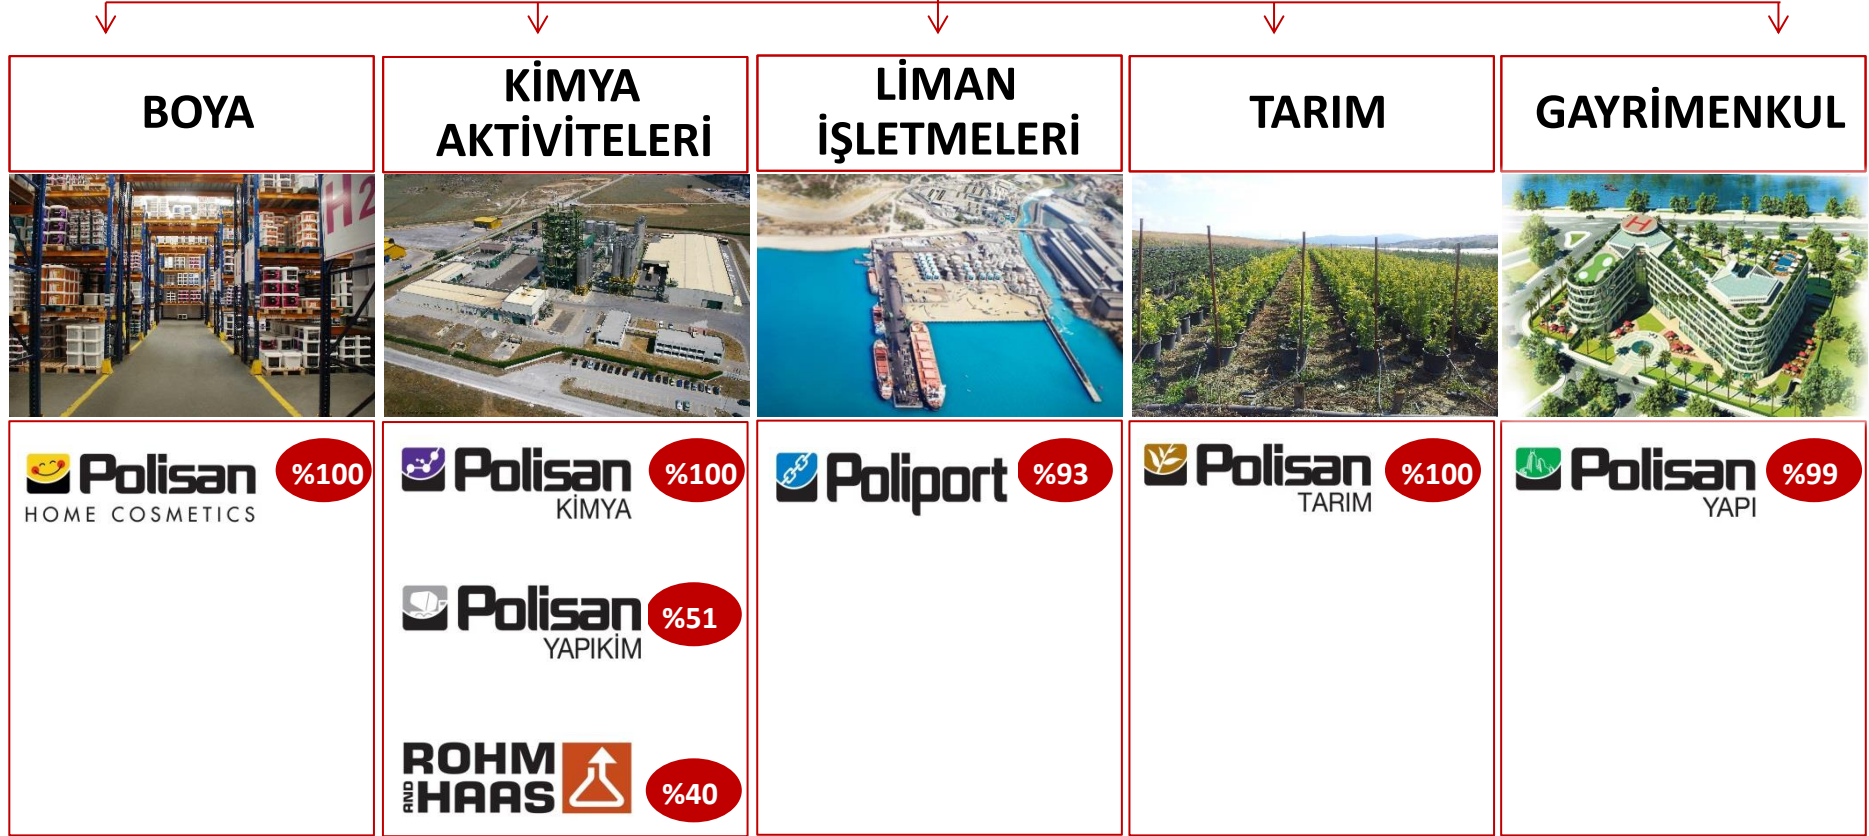 BOYA
KİMYA
AKTİVİTELERİ
LİMAN
İŞLETMELERİ
TARIM
GAYRİMENKUL
H2
H
Polisan
HOME COSMETICS
%100
Polisan
KİMYA
%100
Polisan
YAPIKİM
%51
ROHM
AND HAAS
%40
Poliport
%93
Polisan
TARIM
%100
Polisan
YAPI
%99